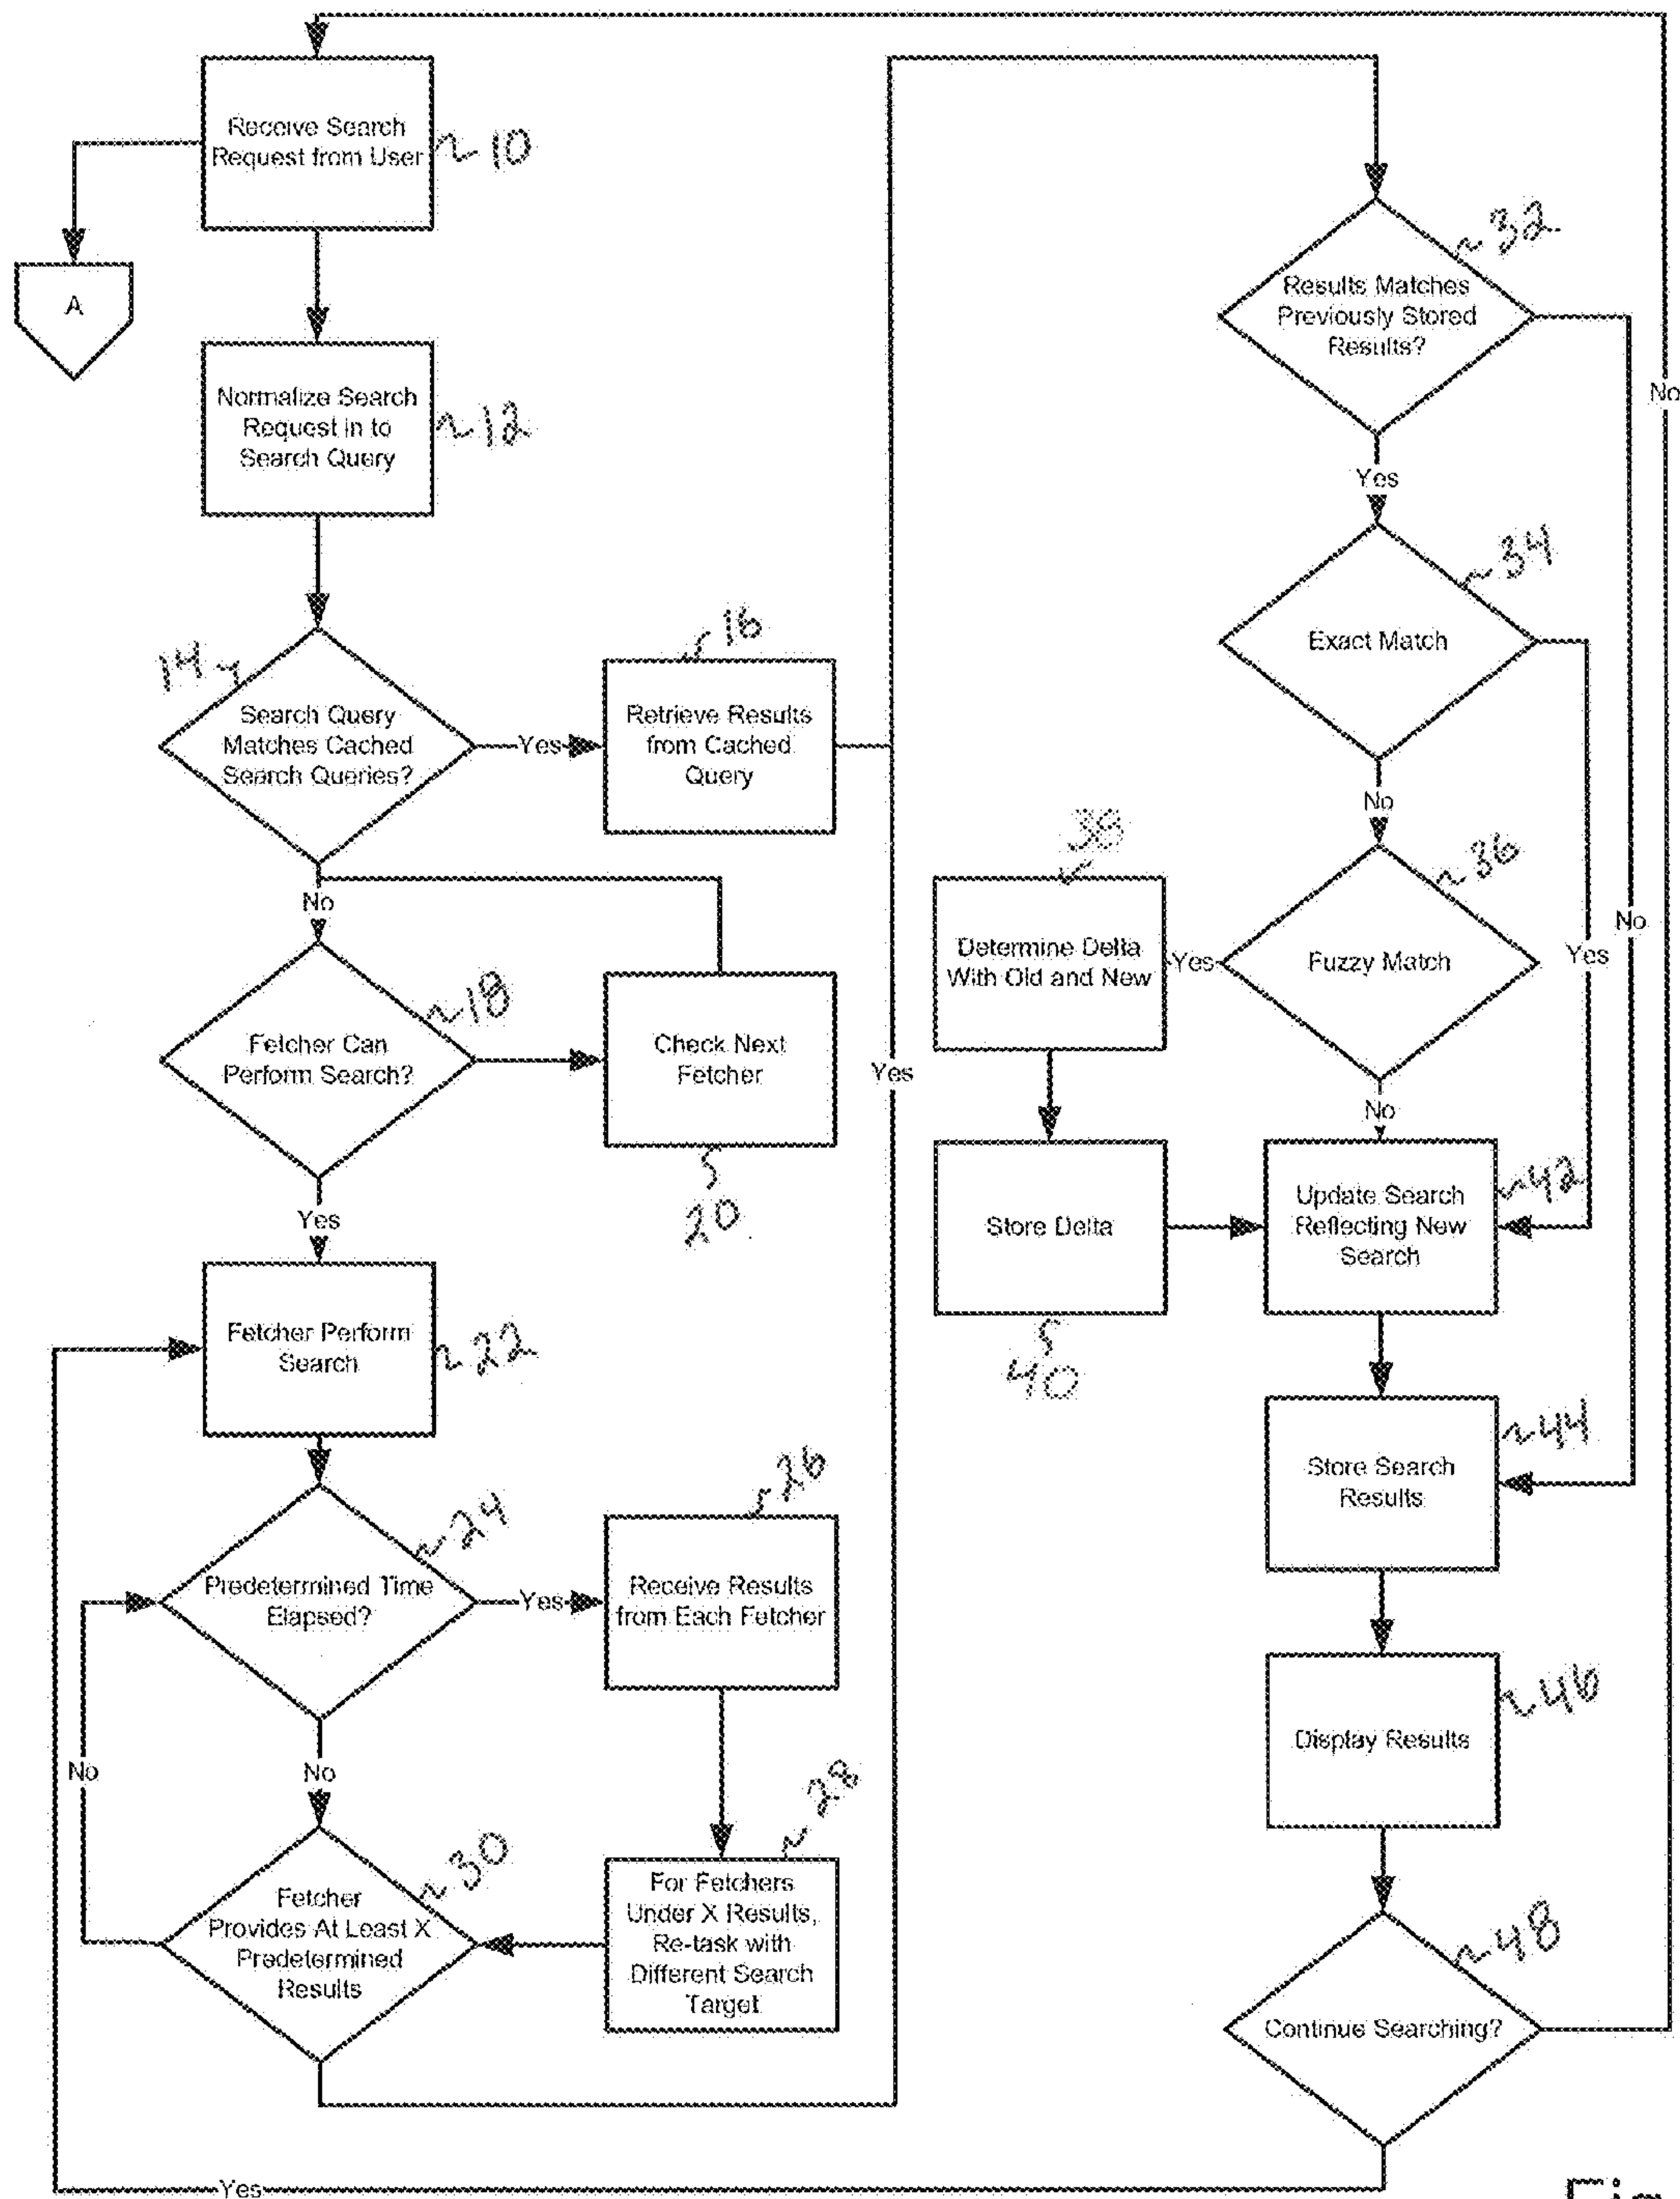 Receive Search
Request from User
10
A
Normalize Search
Request in to
Search Query
12
14
Search Query
Matches Cached
Search Queries?
Yes
16
Retrieve Results
from Cached
Query
No
18
Fetcher Can
Perform Search?
Check Next
Fetcher
20
Yes
Fetcher Perform
Search
22
24
Predetermined Time
Elapsed?
Yes
26
Receive Results
from Each Fetcher
No
No
28
For Fetchers
Under X Results,
Re-task with
Different Search
Target
30
Fetcher
Provides At Least X
Predetermined
Results
Yes
Yes
32
Results Matches
Previously Stored
Results?
No
No
Yes
34
Exact Match
No
Yes
36
Fuzzy Match
Yes
38
Determine Delta
With Old and New
No
Store Delta
40
Update Search
Reflecting New
Search
42
Store Search
Results
44
Display Results
46
48
Continue Searching?